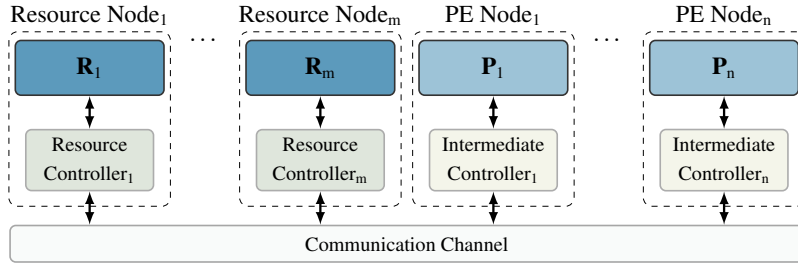 Resource Node₁ ... Resource Nodeₘ PE Node₁ ... PE Nodeₙ
R₁ Rₘ P₁ Pₙ
Resource Resource Intermediate Intermediate
Controller₁ Controllerₘ Controller₁ Controllerₙ
Communication Channel